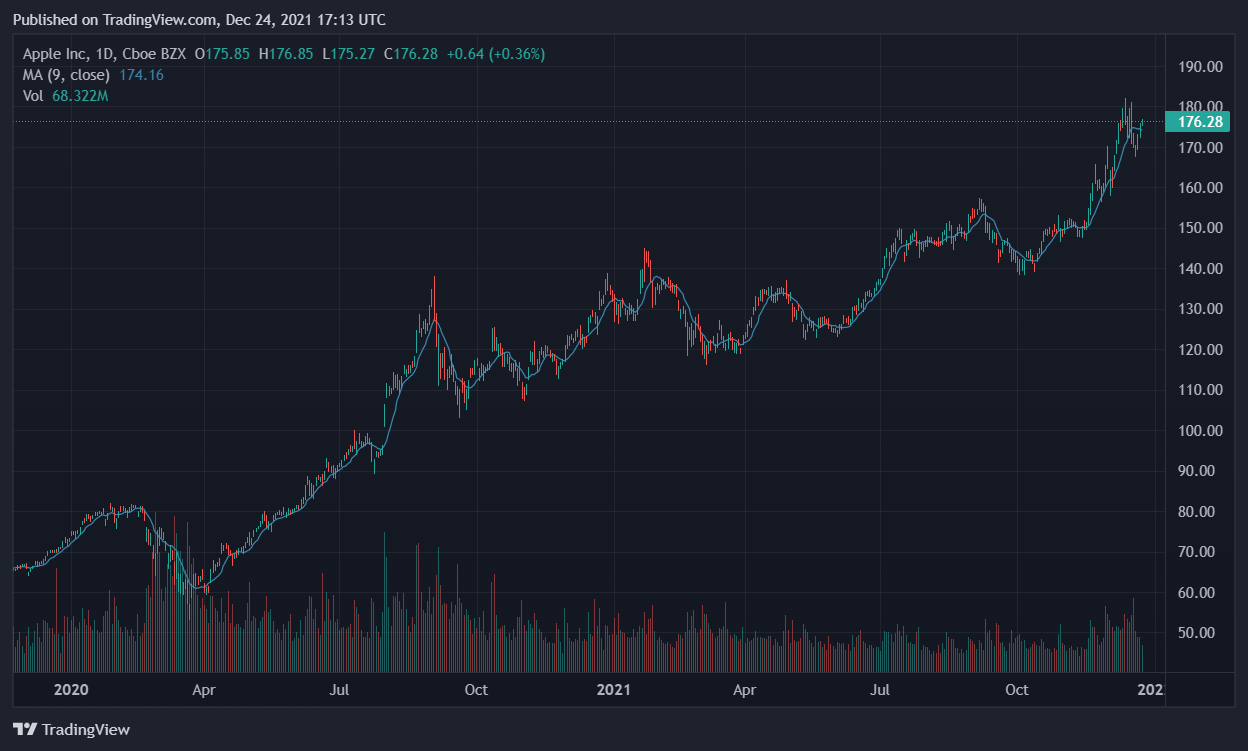 Published on TradingView.com, Dec 24, 2021 17:13 UTC
Apple Inc, 1D, Cboe BZX O175.85 H176.85 L175.27 C176.28 +0.64 (+0.36%)
MA (9, close) 174.16
Vol 68.322M
190.00
180.00
176.28
170.00
160.00
150.00
140.00
130.00
120.00
110.00
100.00
90.00
80.00
70.00
60.00
50.00
2020 Apr Jul Oct 2021 Apr Jul Oct 202
TradingView